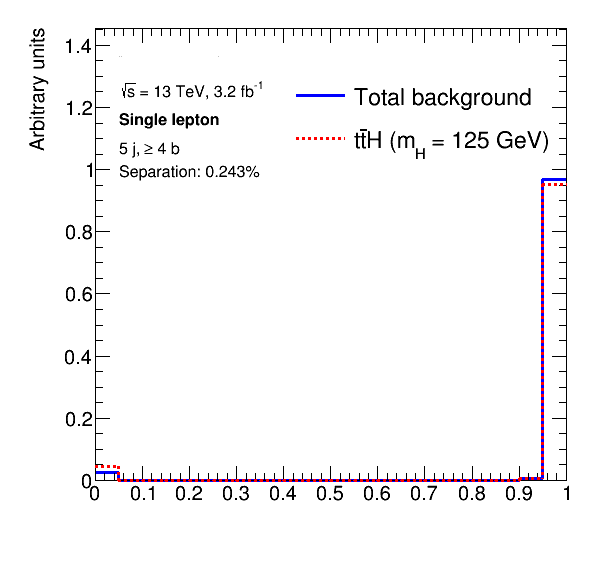 Arbitrary units
1.4
1.2
1
0.8
0.6
0.4
0.2
0
√s = 13 TeV, 3.2 fb⁻¹
Single lepton
5 j, ≥ 4 b
Separation: 0.243%
Total background
tt̄H (m_H = 125 GeV)
0 0.1 0.2 0.3 0.4 0.5 0.6 0.7 0.8 0.9 1